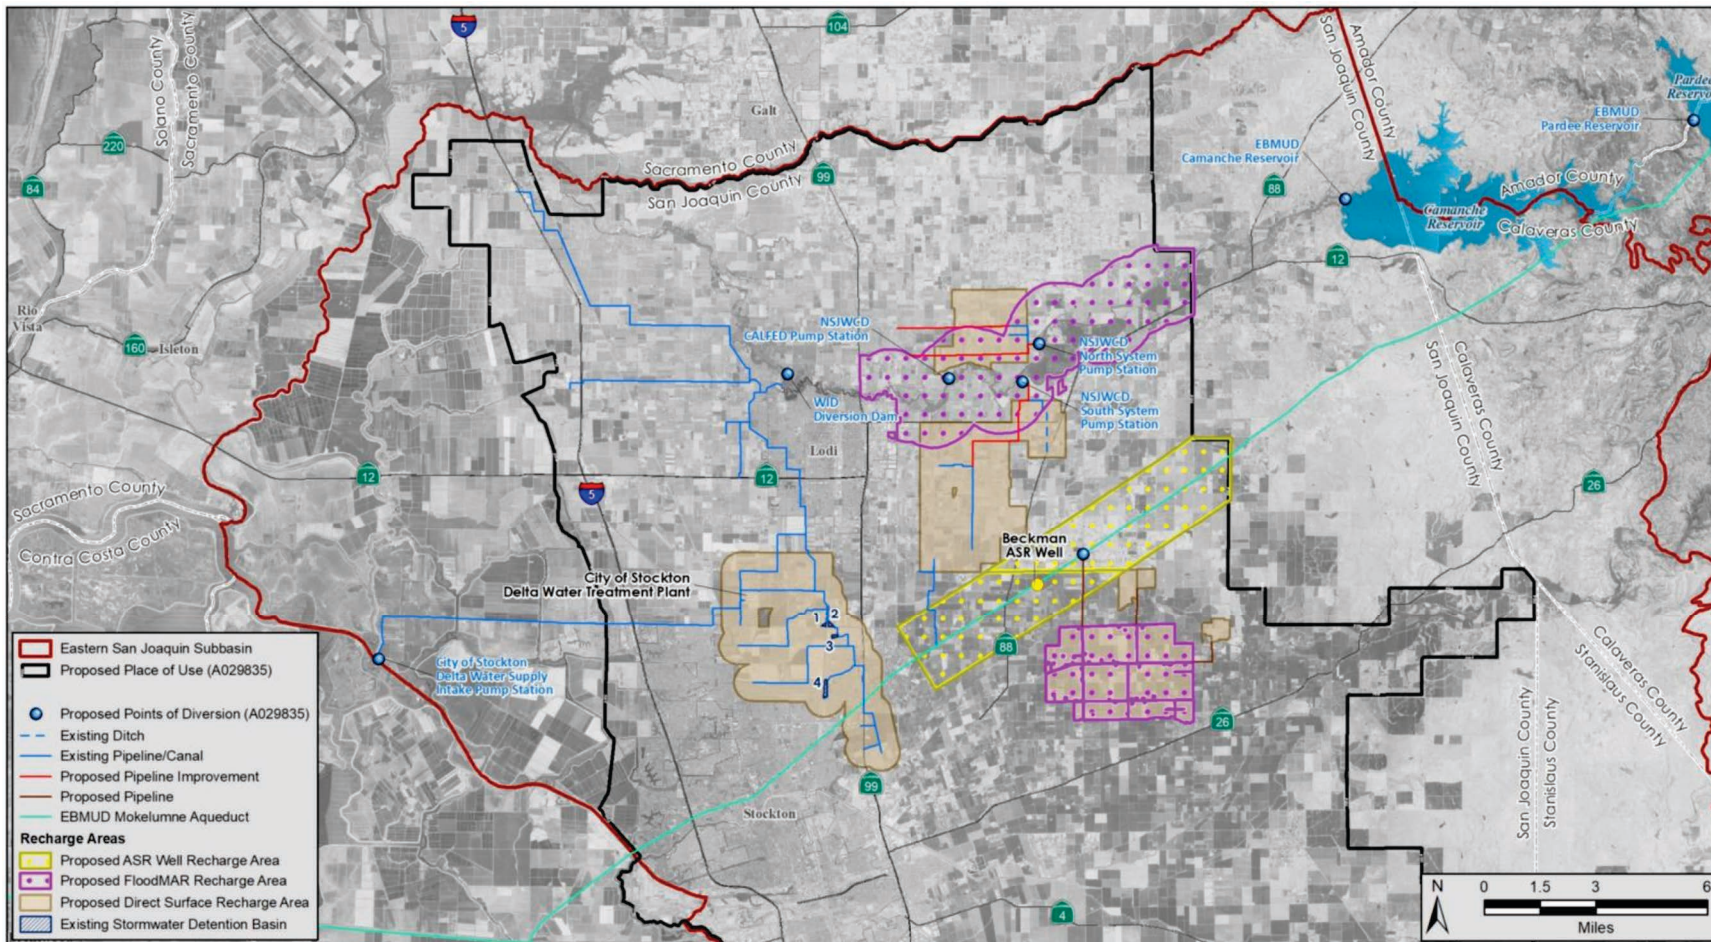 5
104
Solano County
Sacramento County
Galt
Amador County
San Joaquin County
Pardee
Reservoir
EBMUD
Pardee Reservoir
EBMUD
Camanche Reservoir
220
84
Sacramento County
San Joaquin County
99
88
Amador County
Camanche
Reservoir
Calaveras County
12
Rio
Vista
160
Isleton
NSJWCD
CALFED Pump Station
NSJWCD
North System
Pump Station
WID
Diversion Dam
NSJWCD
South System
Pump Station
Calaveras County
San Joaquin County
Lodi
12
12
5
26
Sacramento County
Contra Costa County
Beckman
ASR Well
City of Stockton
Delta Water Treatment Plant
1
2
3
4
88
City of Stockton
Delta Water Supply
Intake Pump Station
26
Calaveras County
Stanislaus County
San Joaquin County
Stanislaus County
99
Stockton
4
Eastern San Joaquin Subbasin
Proposed Place of Use (A029835)
Proposed Points of Diversion (A029835)
Existing Ditch
Existing Pipeline/Canal
Proposed Pipeline Improvement
Proposed Pipeline
EBMUD Mokelumne Aqueduct
Recharge Areas
Proposed ASR Well Recharge Area
Proposed FloodMAR Recharge Area
Proposed Direct Surface Recharge Area
Existing Stormwater Detention Basin
N
0 1.5 3 6
Miles